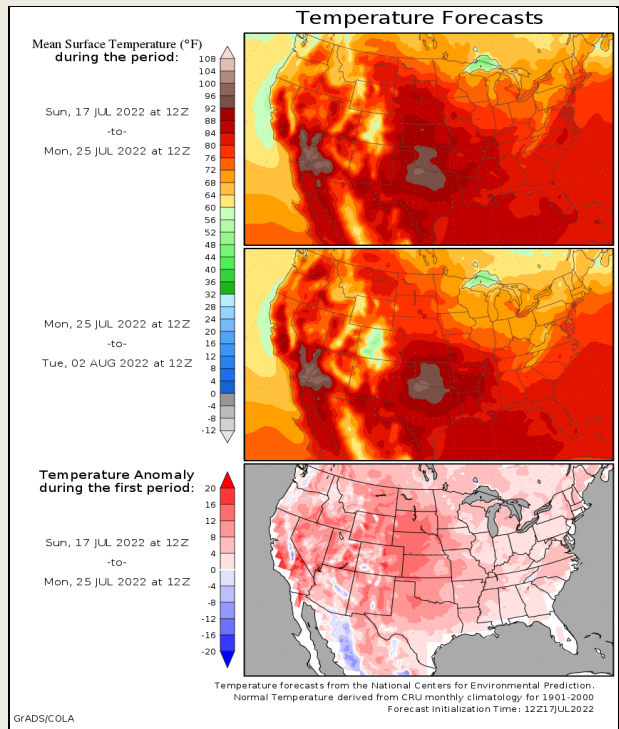 Temperature Forecasts
Mean Surface Temperature (°F)
during the period:
108
104
100
96
92
88
84
80
76
72
68
64
60
56
52
48
44
40
36
32
28
24
20
16
12
8
4
0
-4
-8
-12
Sun, 17 JUL 2022 at 12Z
-to-
Mon, 25 JUL 2022 at 12Z
Mon, 25 JUL 2022 at 12Z
-to-
Tue, 02 AUG 2022 at 12Z
Temperature Anomaly
during the first period:
20
16
12
8
4
0
-4
-8
-12
-16
-20
Sun, 17 JUL 2022 at 12Z
-to-
Mon, 25 JUL 2022 at 12Z
Temperature forecasts from the National Centers for Environmental Prediction.
Normal Temperature derived from CRU monthly climatology for 1901-2000
Forecast Initialization Time: 12Z17JUL2022
GrADS/COLA